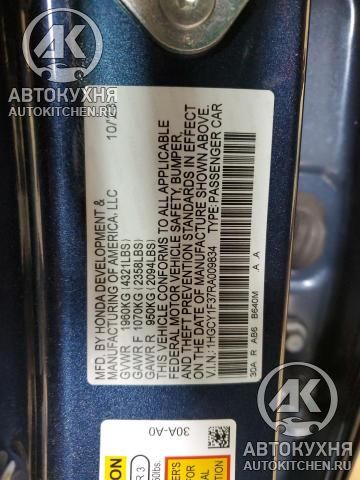 АВТОКУХНЯ
AUTOKITCHEN.RU
MFD. BY HONDA DEVELOPMENT &
MANUFACTURING OF AMERICA, LLC
GVWR 1960KG(4321LBS)
GAWR F 1070KG(2358LBS)
GAWR R 950KG(2094LBS)
THIS VEHICLE CONFORMS TO ALL APPLICABLE
FEDERAL MOTOR VEHICLE SAFETY, BUMPER,
AND THEFT PREVENTION STANDARDS IN EFFECT
ON THE DATE OF MANUFACTURE SHOWN ABOVE.
V.I.N.: 1HGCY1F37RA009834 TYPE:PASSENGER CAR
30A R AB6 B640M A A
30A-A0
АВТОКУХНЯ
AUTOKITCHEN.RU